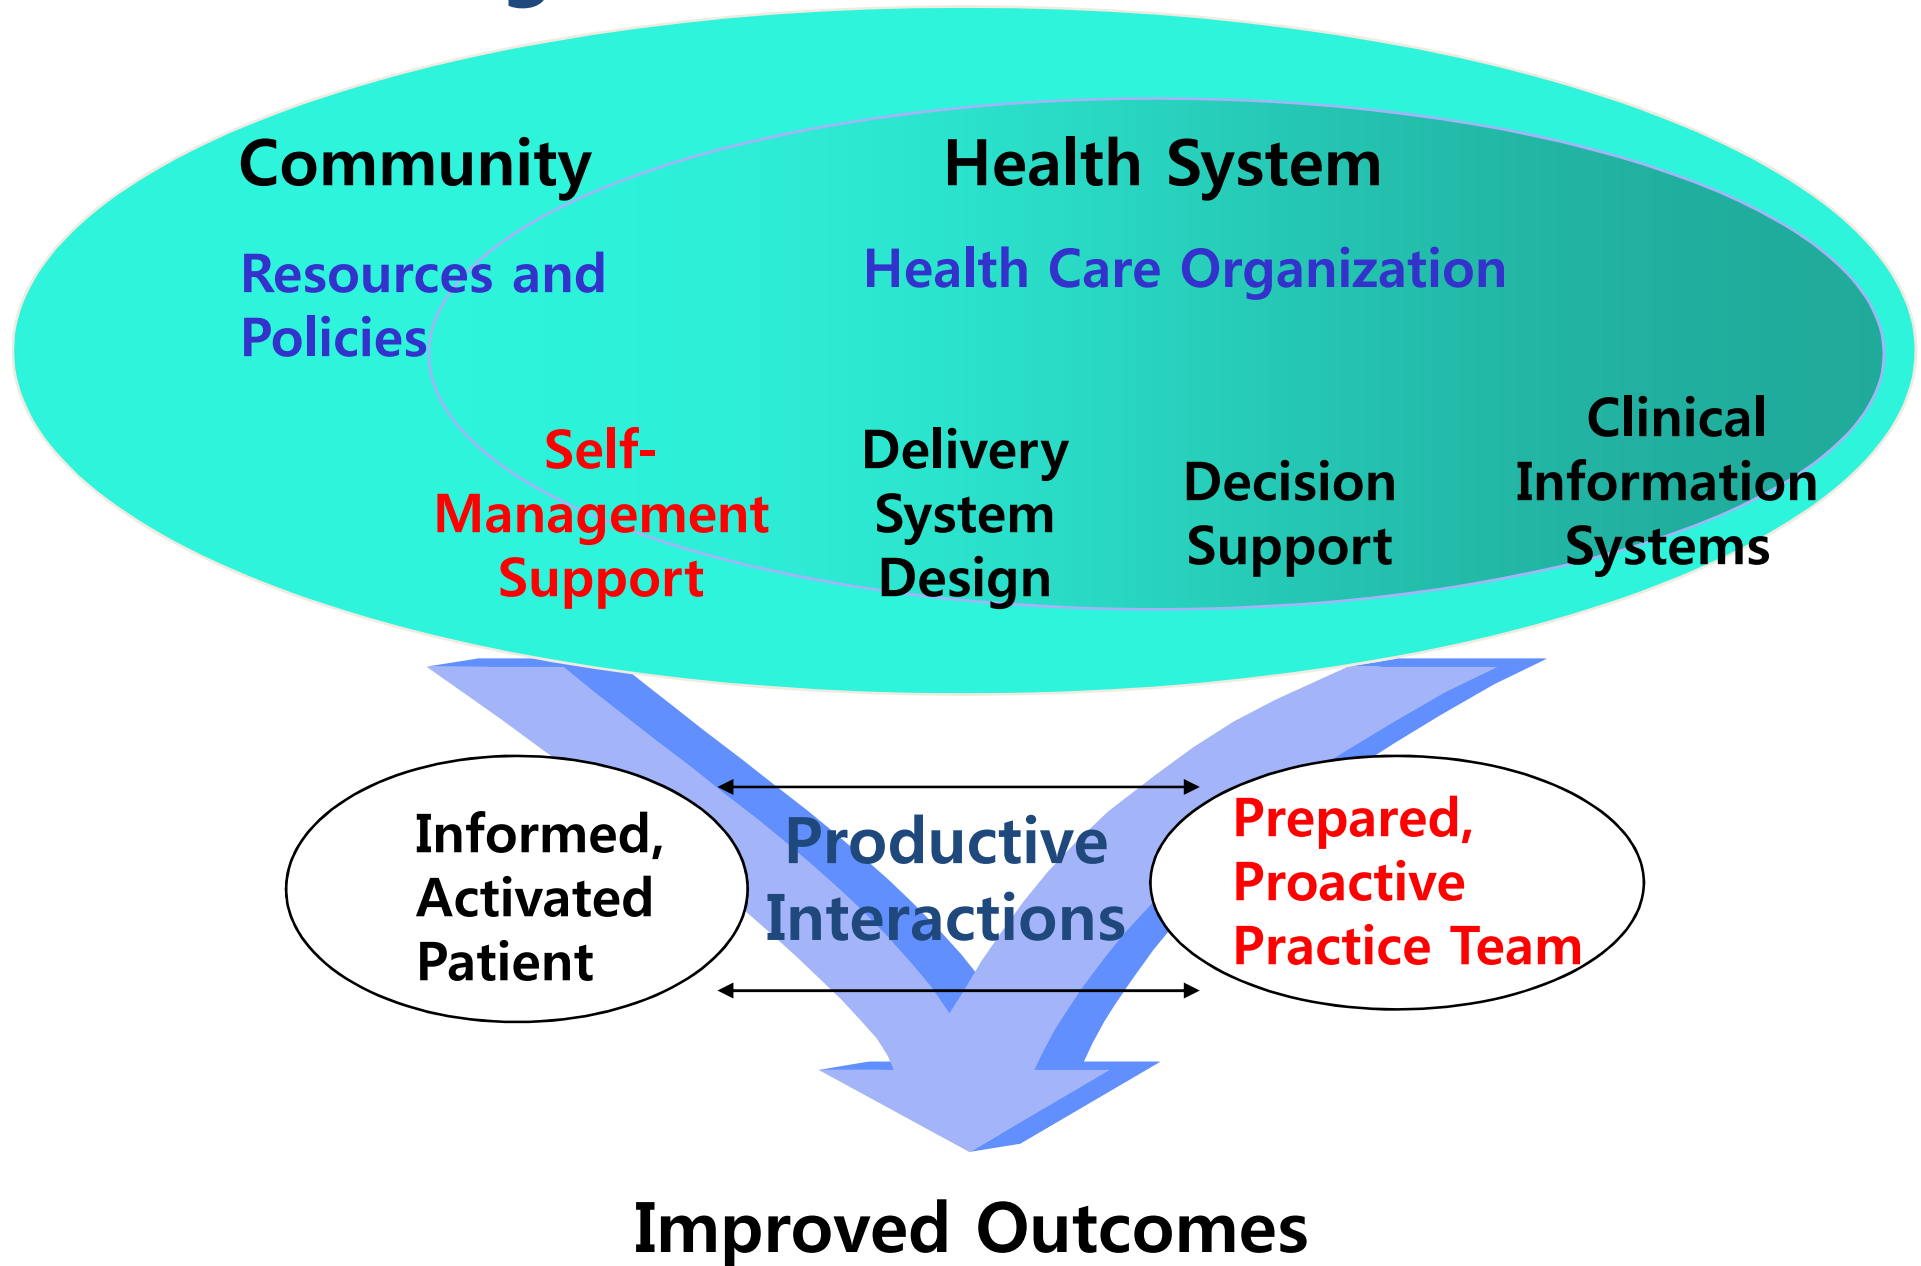 Community
Health System
Resources and
Policies
Health Care Organization
Self-
Management
Support
Delivery
System
Design
Decision
Support
Clinical
Information
Systems
Informed,
Activated
Patient
Productive
Interactions
Prepared,
Proactive
Practice Team
Improved Outcomes